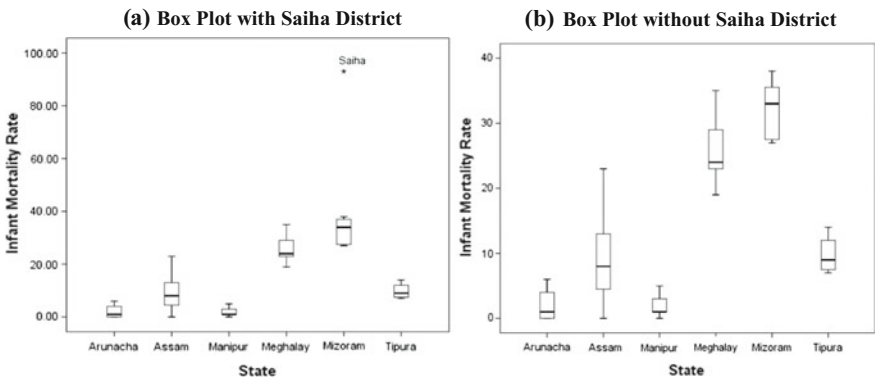 (a) Box Plot with Saiha District
100.00
80.00
60.00
40.00
20.00
0.00
Infant Mortality Rate
Saiha
*
Arunacha Assam Manipur Meghalay Mizoram Tipura
State
(b) Box Plot without Saiha District
40
30
20
10
0
Infant Mortality Rate
Arunacha Assam Manipur Meghalay Mizoram Tipura
State